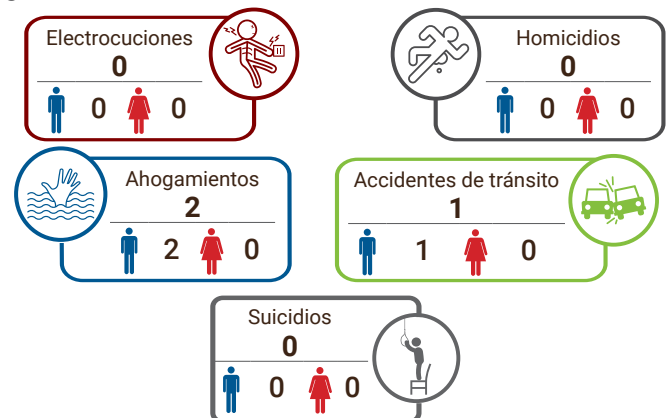 Electrocuciones
0
0 0
Homicidios
0
0 0
Ahogamientos
2
2 0
Accidentes de tránsito
1
1 0
Suicidios
0
0 0